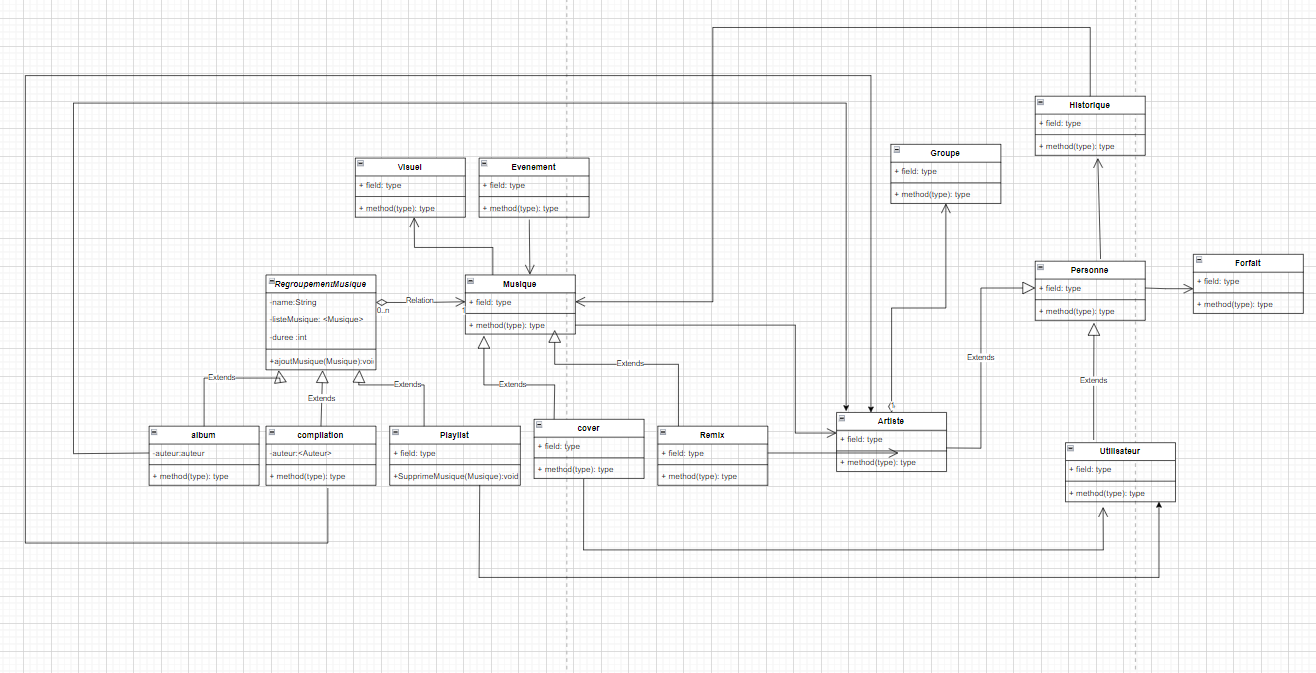 Historique
+ field: type
+ method(type): type
Groupe
+ field: type
+ method(type): type
Visuel
+ field: type
+ method(type): type
Evenement
+ field: type
+ method(type): type
Personne
+ field: type
+ method(type): type
Forfait
+ field: type
+ method(type): type
RegroupementMusique
-name:String
-listeMusique: <Musique>
-duree :int
+ajoutMusique(Musique):voi
Relation
0..n
1
Musique
+ field: type
+ method(type): type
Extends
Extends
Extends
Extends
Extends
Extends
Extends
album
-auteur:auteur
+ method(type): type
compilation
-auteur:<Auteur>
+ method(type): type
Playlist
+ field: type
+SupprimeMusique(Musique):void
cover
+ field: type
+ method(type): type
Remix
+ field: type
+ method(type): type
Artiste
+ field: type
+ method(type): type
Utilisateur
+ field: type
+ method(type): type